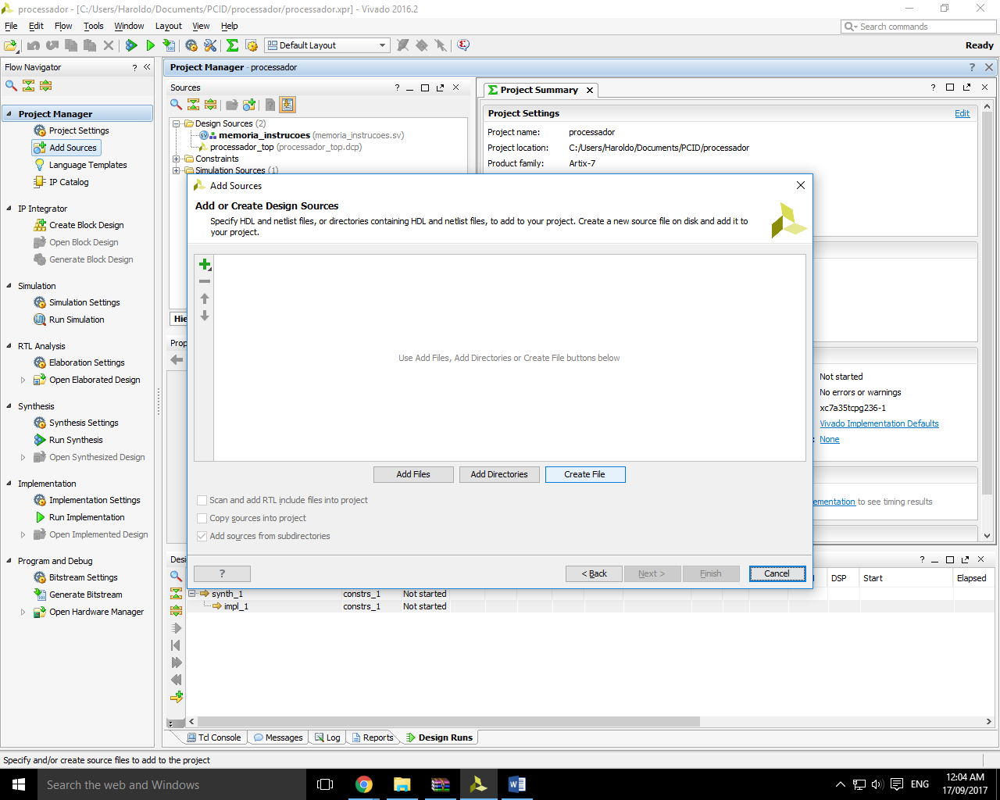 processador - [C:/Users/Haroldo/Documents/PCID/processador/processador.xpr] - Vivado 2016.2
File Edit Flow Tools Window Layout View Help
Search commands
Default Layout
Ready
Flow Navigator
Project Manager
Project Settings
Add Sources
Language Templates
IP Catalog
IP Integrator
Create Block Design
Open Block Design
Generate Block Design
Simulation
Simulation Settings
Run Simulation
RTL Analysis
Elaboration Settings
Open Elaborated Design
Synthesis
Synthesis Settings
Run Synthesis
Open Synthesized Design
Implementation
Implementation Settings
Run Implementation
Open Implemented Design
Program and Debug
Bitstream Settings
Generate Bitstream
Open Hardware Manager
Project Manager - processador
Sources
Design Sources (2)
memoria_instrucoes (memoria_instrucoes.sv)
processador_top (processador_top.dcp)
Constraints
Simulation Sources (1)
Hie
Prop
Project Summary
Project Settings Edit
Project name: processador
Project location: C:/Users/Haroldo/Documents/PCID/processador
Product family: Artix-7
Not started
No errors or warnings
xc7a35tcpg236-1
Vivado Implementation Defaults
None
ementation to see timing results
Add Sources
Add or Create Design Sources
Specify HDL and netlist files, or directories containing HDL and netlist files, to add to your project. Create a new source file on disk and add it to
your project.
Use Add Files, Add Directories or Create File buttons below
Add Files Add Directories Create File
Scan and add RTL include files into project
Copy sources into project
Add sources from subdirectories
? < Back Next > Finish Cancel
Desi
DSP Start Elapsed
synth_1 constrs_1 Not started
impl_1 constrs_1 Not started
Tcl Console Messages Log Reports Design Runs
Specify and/or create source files to add to the project
Search the web and Windows
ENG
12:04 AM
17/09/2017